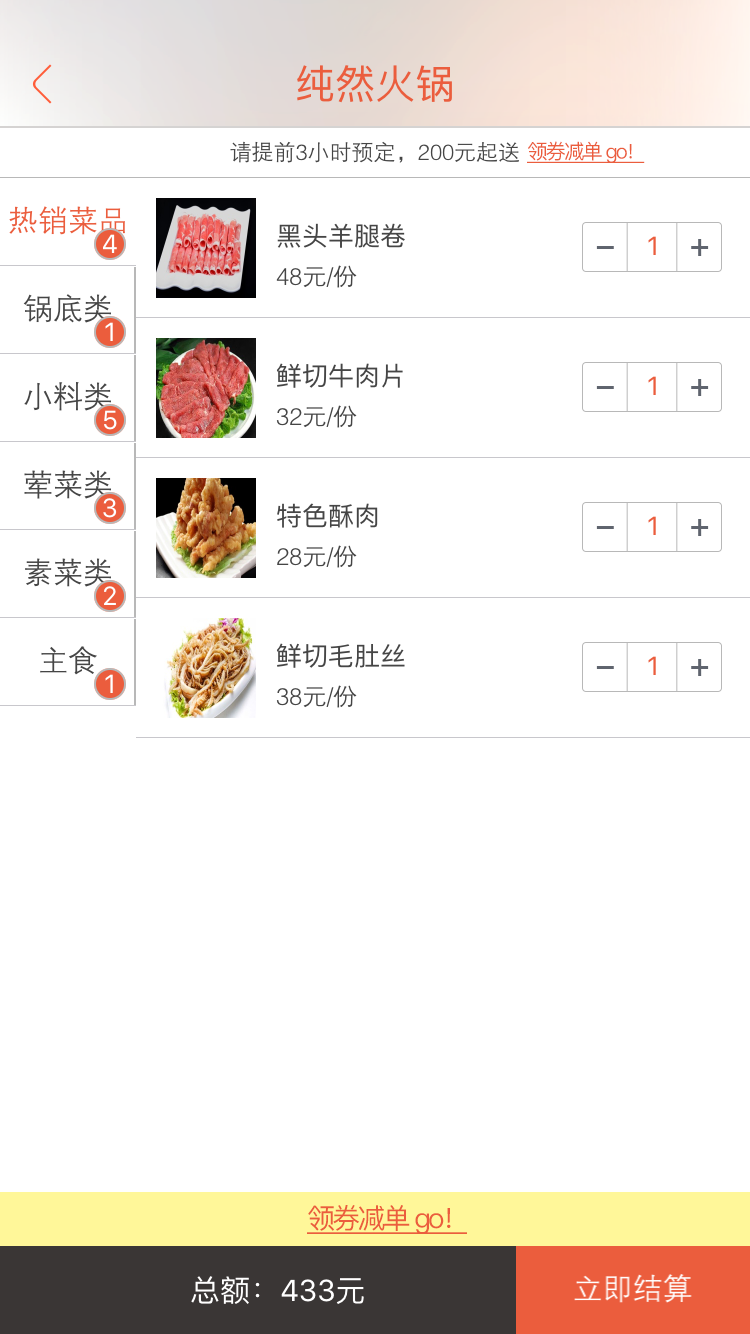 纯然火锅
请提前3小时预定，200元起送 领券减单 go!
热销菜品
4
锅底类
1
小料类
5
荤菜类
3
素菜类
2
主食
1
黑头羊腿卷
48元/份
1
鲜切牛肉片
32元/份
1
特色酥肉
28元/份
1
鲜切毛肚丝
38元/份
1
领券减单 go!
总额：433元
立即结算